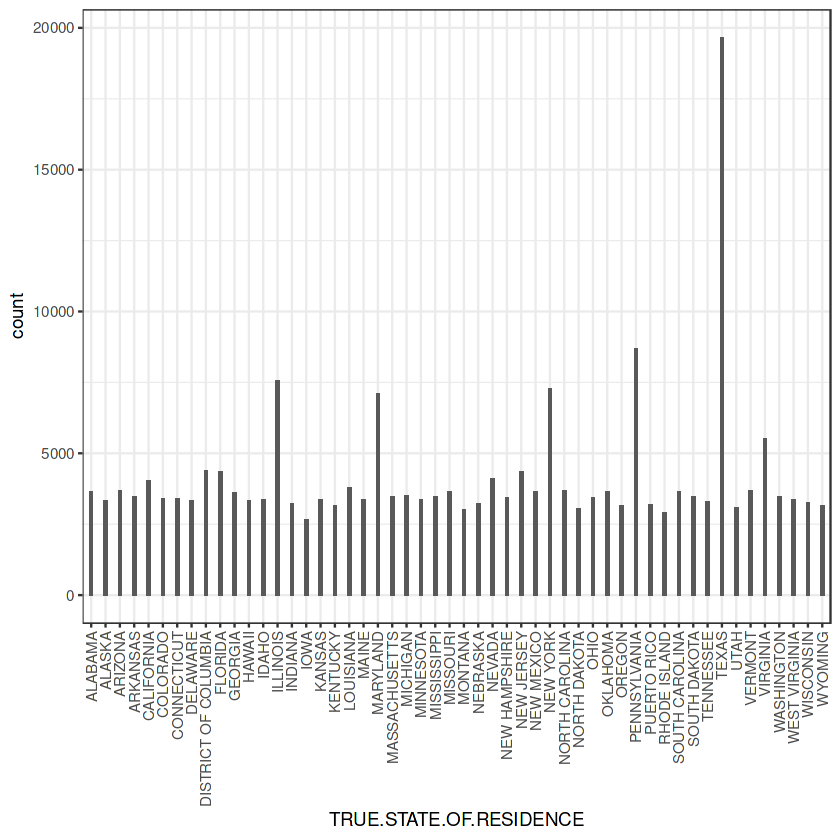 20000
15000
10000
5000
0
count
ALABAMA
ALASKA
ARIZONA
ARKANSAS
CALIFORNIA
COLORADO
CONNECTICUT
DELAWARE
DISTRICT OF COLUMBIA
FLORIDA
GEORGIA
HAWAII
IDAHO
ILLINOIS
INDIANA
IOWA
KANSAS
KENTUCKY
LOUISIANA
MAINE
MARYLAND
MASSACHUSETTS
MICHIGAN
MINNESOTA
MISSISSIPPI
MISSOURI
MONTANA
NEBRASKA
NEVADA
NEW HAMPSHIRE
NEW JERSEY
NEW MEXICO
NEW YORK
NORTH CAROLINA
NORTH DAKOTA
OHIO
OKLAHOMA
OREGON
PENNSYLVANIA
PUERTO RICO
RHODE ISLAND
SOUTH CAROLINA
SOUTH DAKOTA
TENNESSEE
TEXAS
UTAH
VERMONT
VIRGINIA
WASHINGTON
WEST VIRGINIA
WISCONSIN
WYOMING
TRUE.STATE.OF.RESIDENCE